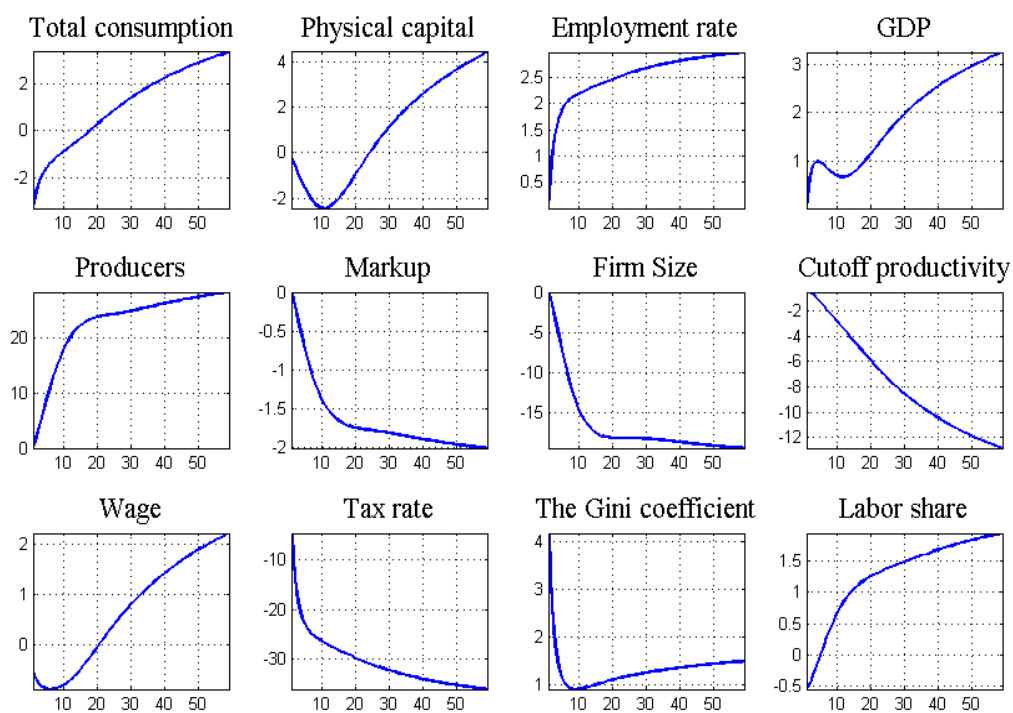 Total consumption
Physical capital
Employment rate
GDP
2
0
-2
10 20 30 40 50
4
2
0
-2
10 20 30 40 50
2.5
2
1.5
1
0.5
10 20 30 40 50
3
2
1
10 20 30 40 50
Producers
Markup
Firm Size
Cutoff productivity
20
10
0
10 20 30 40 50
0
-0.5
-1
-1.5
-2
10 20 30 40 50
0
-5
-10
-15
10 20 30 40 50
-2
-4
-6
-8
-10
-12
10 20 30 40 50
Wage
Tax rate
The Gini coefficient
Labor share
2
1
0
10 20 30 40 50
-10
-20
-30
10 20 30 40 50
4
3
2
1
10 20 30 40 50
1.5
1
0.5
0
-0.5
10 20 30 40 50